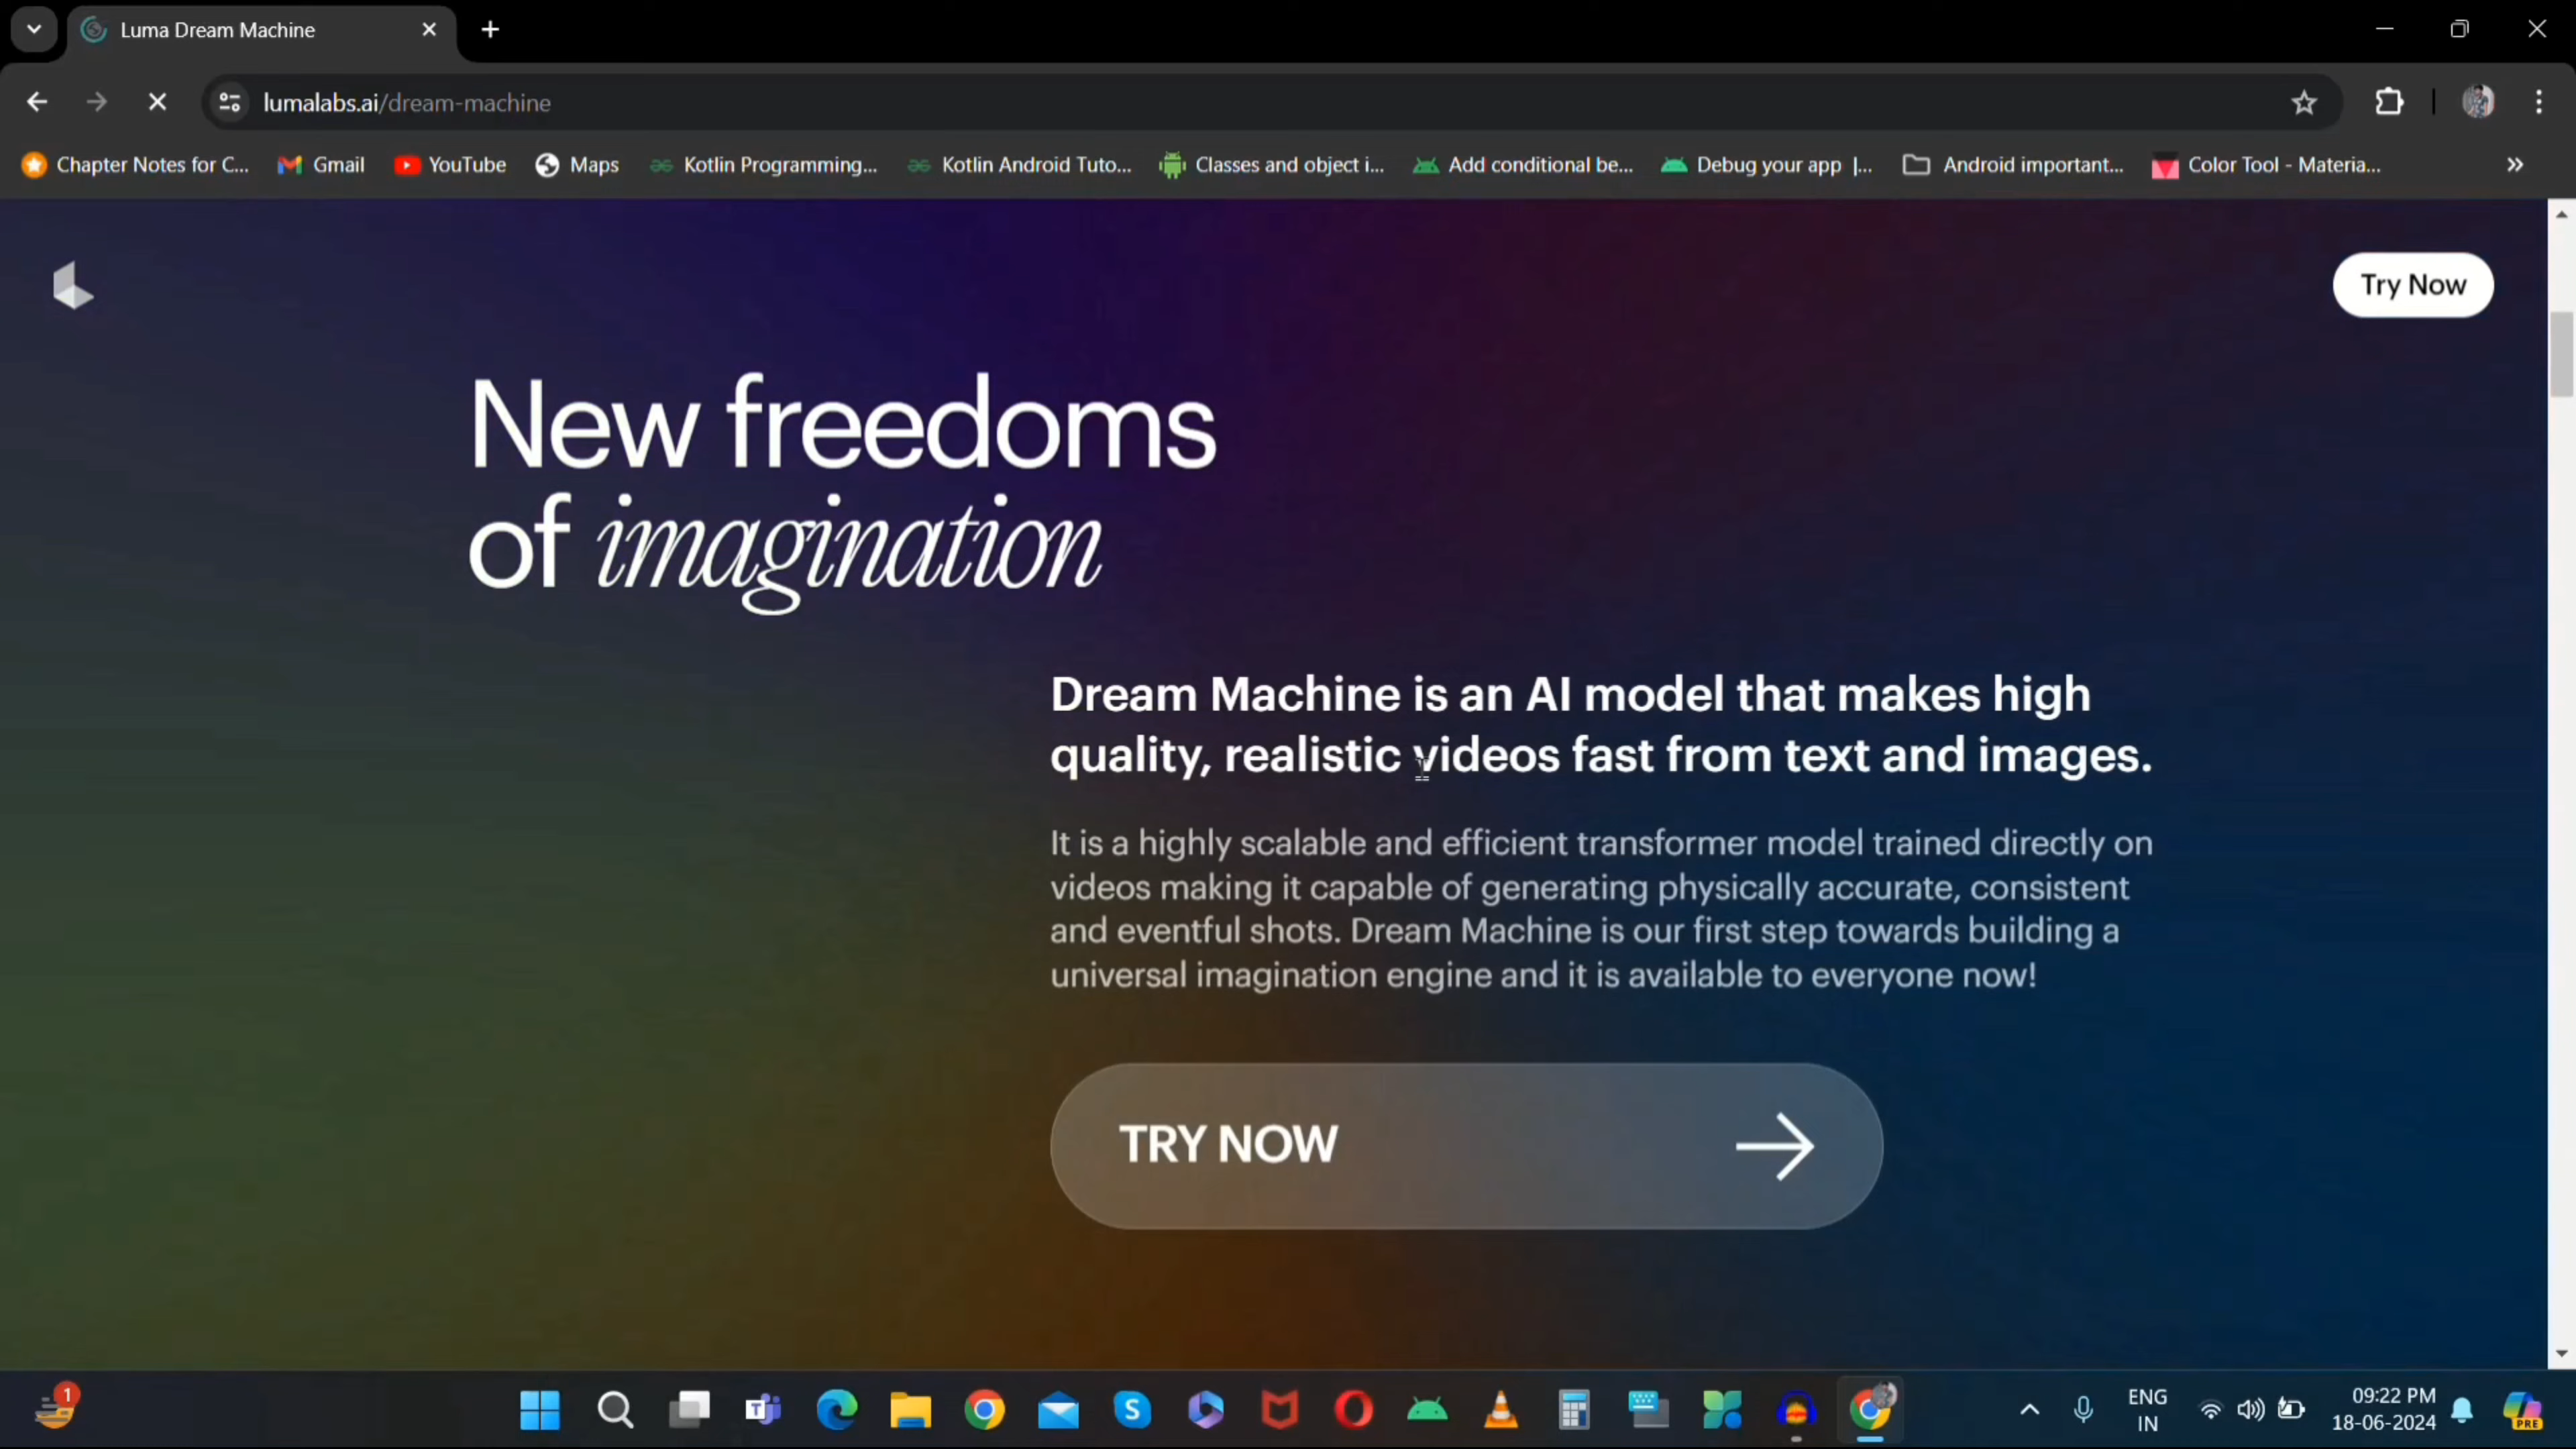 Luma Dream Machine
lumalabs.ai/dream-machine
Chapter Notes for C... Gmail YouTube Maps Kotlin Programming... Kotlin Android Tuto... Classes and object i... Add conditional be... Debug your app |... Android important... Color Tool - Materia... »
Try Now
New freedoms
of imagination
Dream Machine is an AI model that makes high
quality, realistic videos fast from text and images.
It is a highly scalable and efficient transformer model trained directly on
videos making it capable of generating physically accurate, consistent
and eventful shots. Dream Machine is our first step towards building a
universal imagination engine and it is available to everyone now!
TRY NOW
1
T
S
ENG
IN
09:22 PM
18-06-2024
PRE